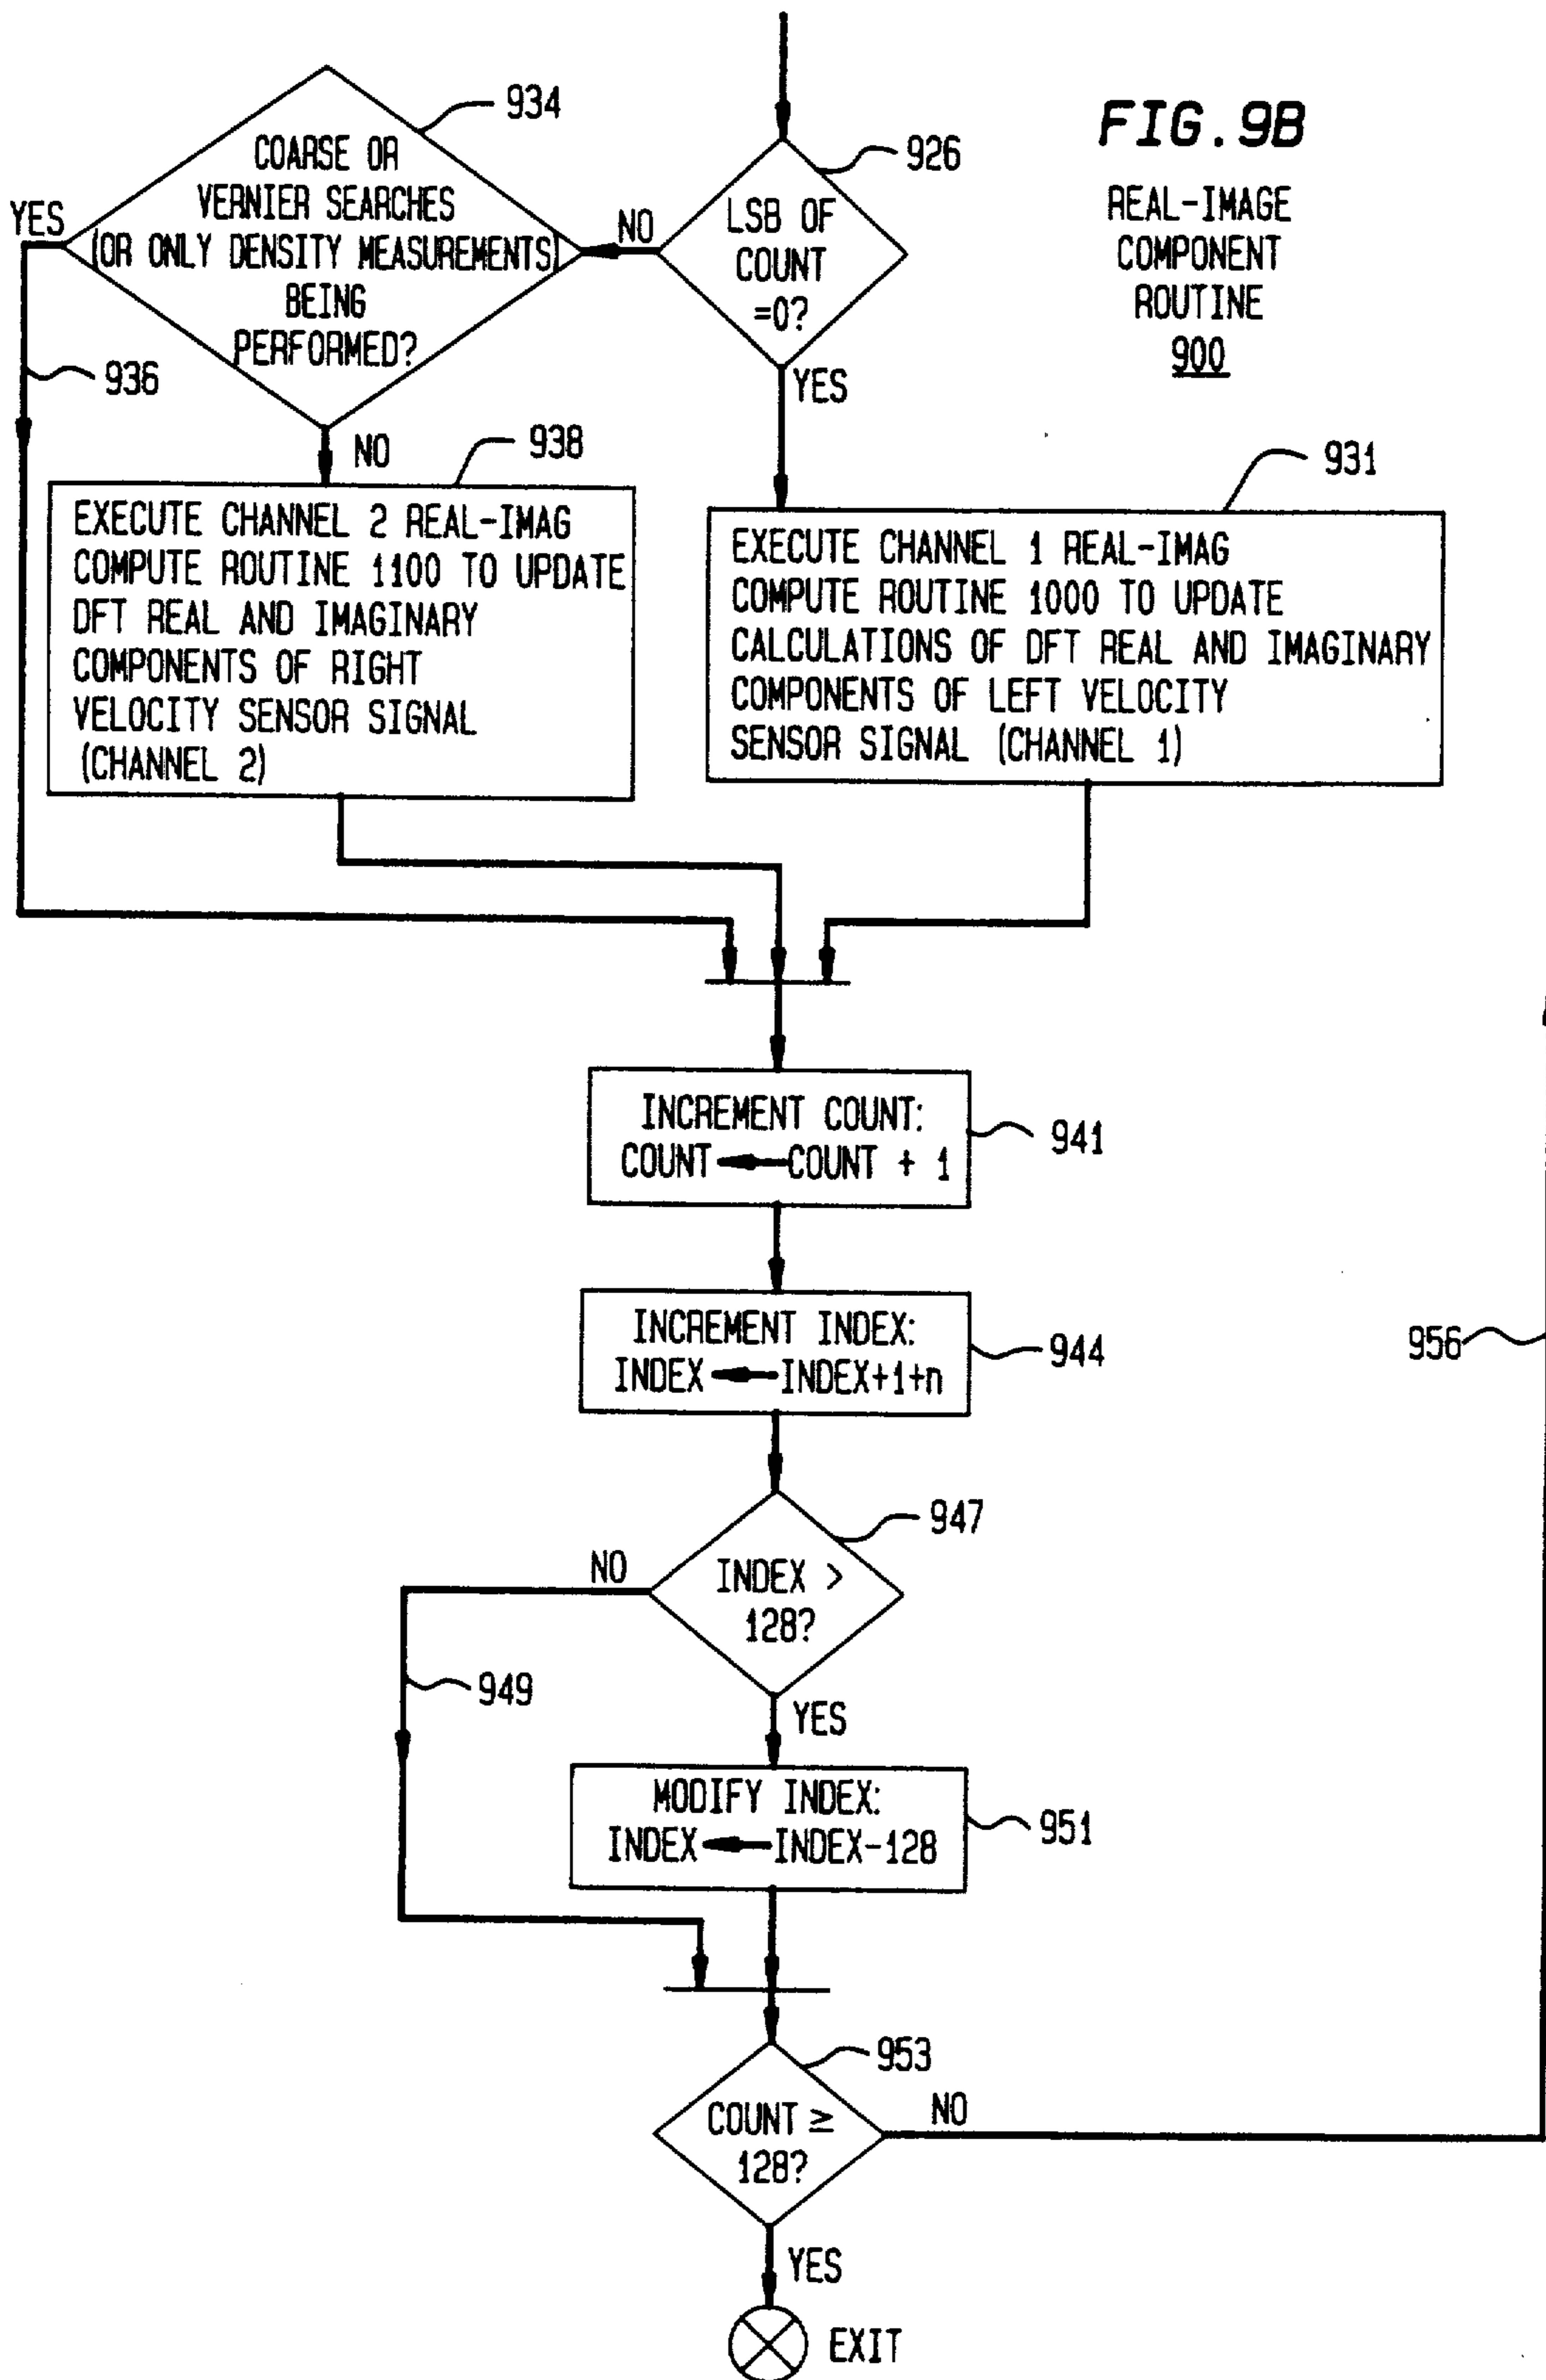 FIG. 9B
REAL-IMAGE
COMPONENT
ROUTINE
900
934
COARSE OR
VERNIER SEARCHES
(OR ONLY DENSITY MEASUREMENTS)
BEING
PERFORMED?
YES
NO
926
LSB OF
COUNT
=0?
NO
YES
936
938
EXECUTE CHANNEL 2 REAL-IMAG
COMPUTE ROUTINE 1100 TO UPDATE
DFT REAL AND IMAGINARY
COMPONENTS OF RIGHT
VELOCITY SENSOR SIGNAL
(CHANNEL 2)
931
EXECUTE CHANNEL 1 REAL-IMAG
COMPUTE ROUTINE 1000 TO UPDATE
CALCULATIONS OF DFT REAL AND IMAGINARY
COMPONENTS OF LEFT VELOCITY
SENSOR SIGNAL (CHANNEL 1)
INCREMENT COUNT:
COUNT ← COUNT + 1
941
INCREMENT INDEX:
INDEX ← INDEX+1+n
944
956
947
INDEX >
128?
NO
YES
949
MODIFY INDEX:
INDEX ← INDEX-128
951
953
COUNT ≥
128?
NO
YES
EXIT